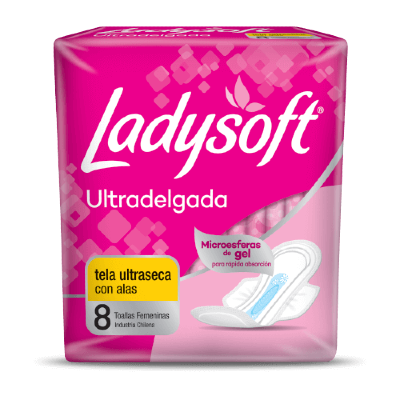 Ladysoft®
Ultradelgada
Microesferas
de gel
para rápida absorción
tela ultraseca
con alas
8 Toallas Femeninas
Industria Chilena